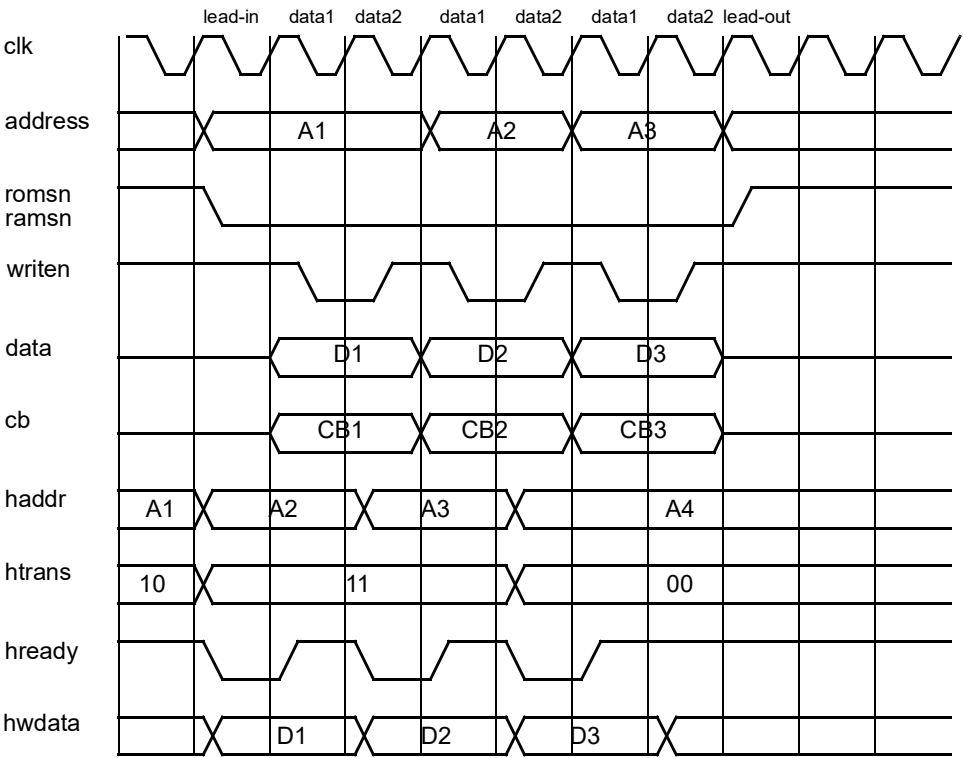 lead-in data1 data2 data1 data2 data1 data2 lead-out
clk
address A1 A2 A3
romsn
ramsn
writen
data D1 D2 D3
cb CB1 CB2 CB3
haddr A1 A2 A3 A4
htrans 10 11 00
hready
hwdata D1 D2 D3